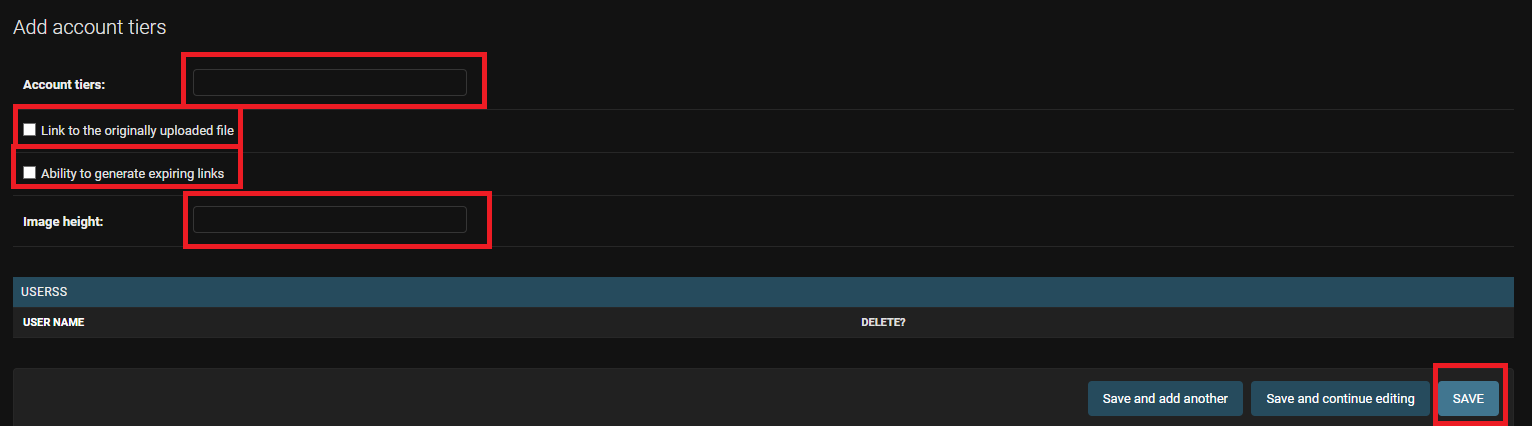 Add account tiers
Account tiers:
Link to the originally uploaded file
Ability to generate expiring links
Image height:
USERSS
USER NAME DELETE?
Save and add another Save and continue editing SAVE